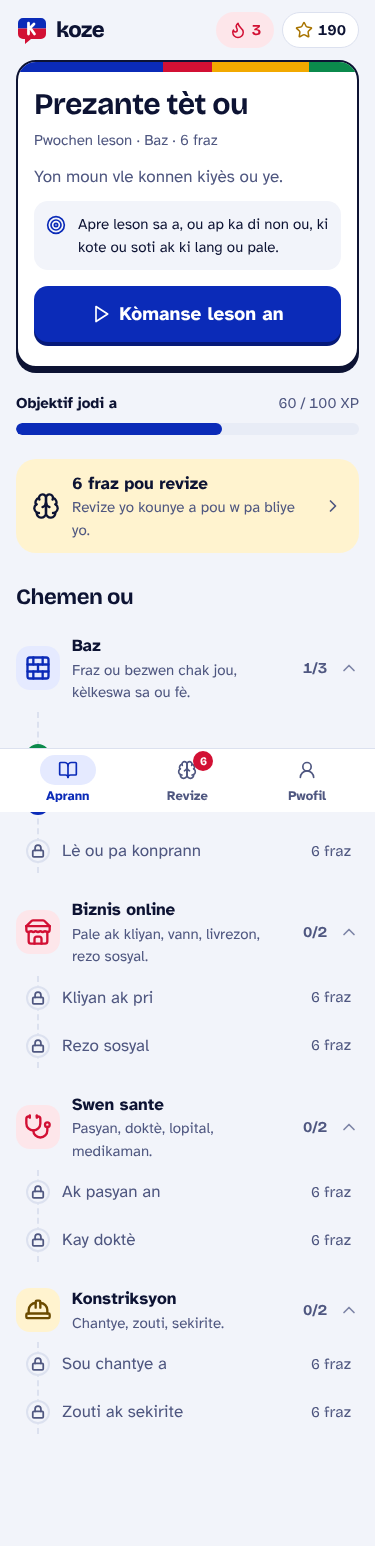 K koze
3
190
Prezante tèt ou
Pwochen leson · Baz · 6 fraz
Yon moun vle konnen kiyès ou ye.
Apre leson sa a, ou ap ka di non ou, ki
kote ou soti ak ki lang ou pale.
Kòmanse leson an
Objektif jodi a
60 / 100 XP
6 fraz pou revize
Revize yo kounye a pou w pa bliye
yo.
Chemen ou
Baz
Fraz ou bezwen chak jou,
kèlkeswa sa ou fè.
1/3
6
Aprann
Revize
Pwofil
Lè ou pa konprann
6 fraz
Biznis online
Pale ak kliyan, vann, livrezon,
rezo sosyal.
0/2
Kliyan ak pri
6 fraz
Rezo sosyal
6 fraz
Swen sante
Pasyan, doktè, lopital,
medikaman.
0/2
Ak pasyan an
6 fraz
Kay doktè
6 fraz
Konstriksyon
Chantye, zouti, sekirite.
0/2
Sou chantye a
6 fraz
Zouti ak sekirite
6 fraz